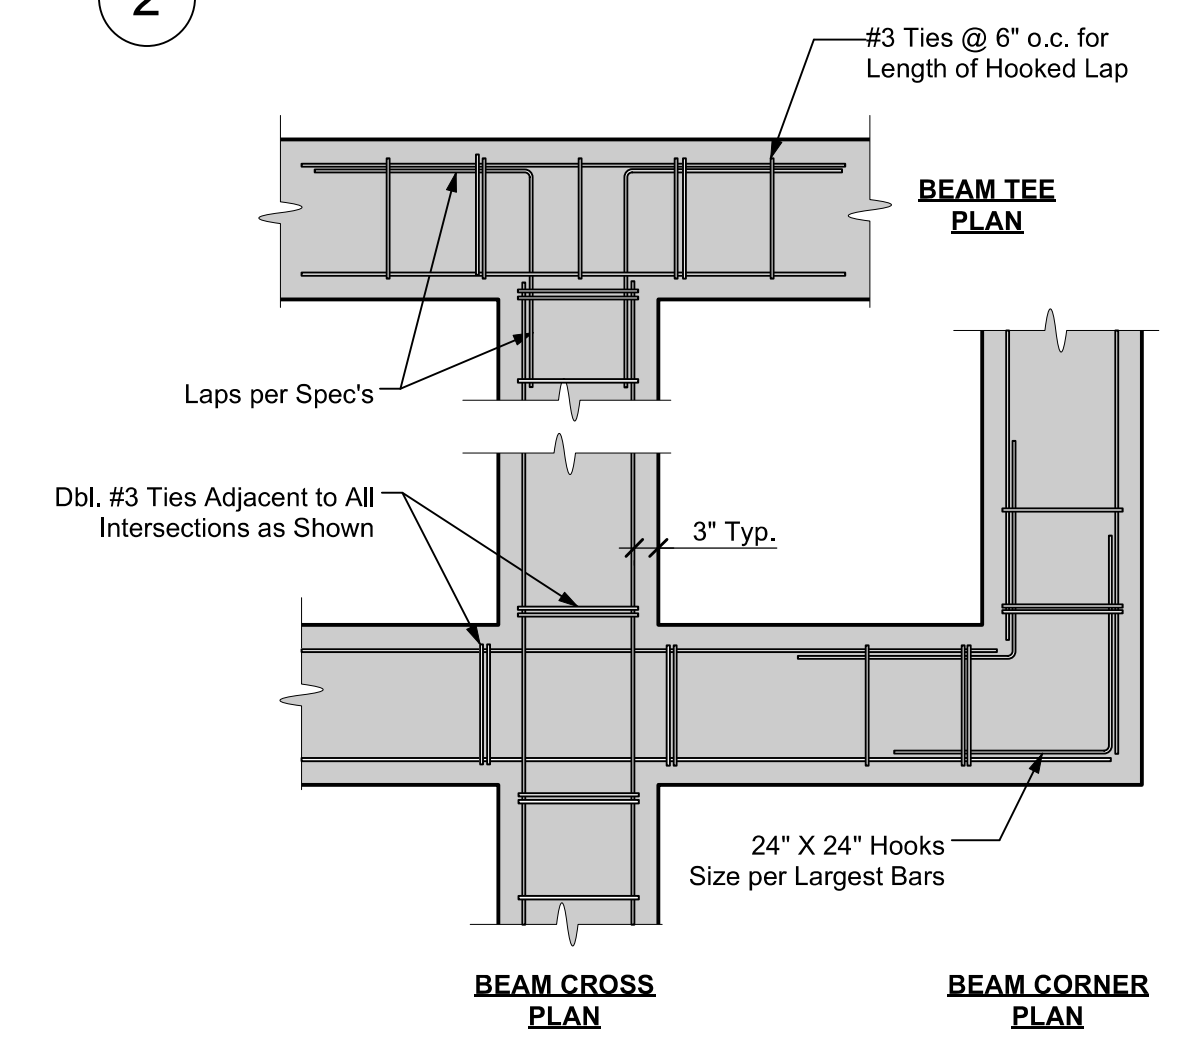 2
#3 Ties @ 6" o.c. for
Length of Hooked Lap
BEAM TEE
PLAN
Laps per Spec's
Dbl. #3 Ties Adjacent to All
Intersections as Shown
3" Typ.
24" X 24" Hooks
Size per Largest Bars
BEAM CROSS
PLAN
BEAM CORNER
PLAN